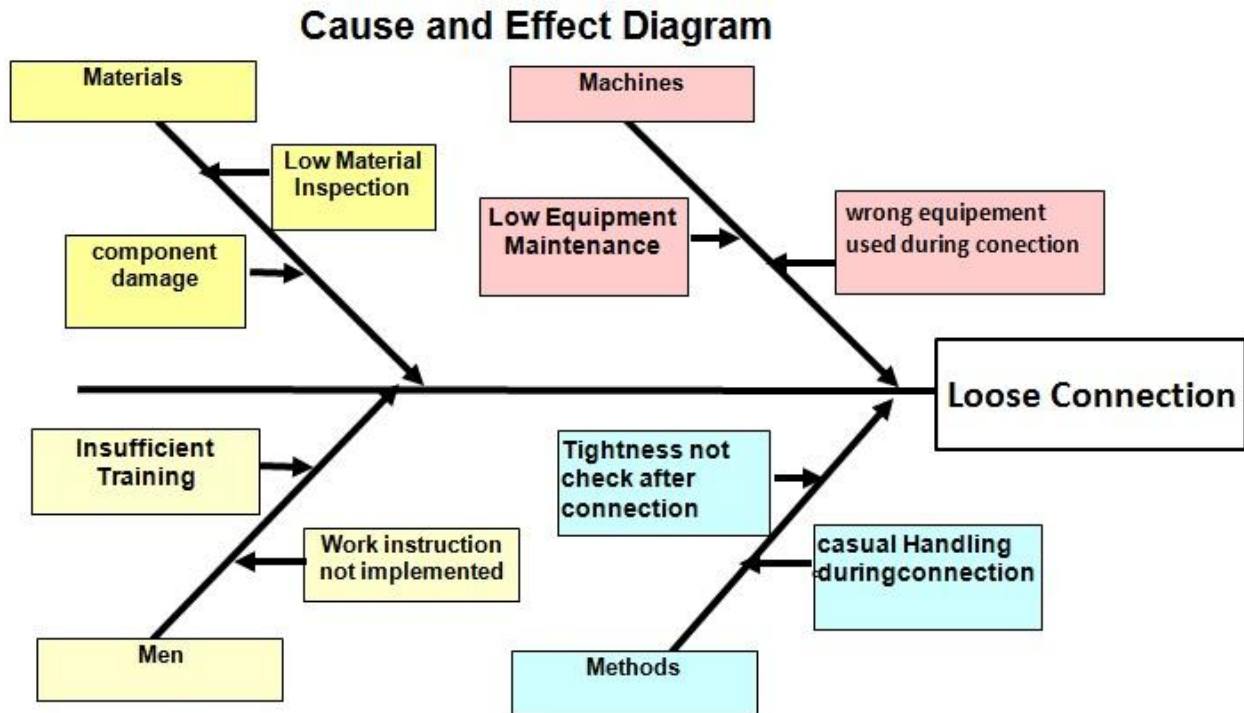 Cause and Effect Diagram
Materials
Machines
Low Material
Inspection
component
damage
Low Equipment
Maintenance
wrong equipement
used during conection
Loose Connection
Insufficient
Training
Work instruction
not implemented
Tightness not
check after
connection
casual Handling
duringconnection
Men
Methods